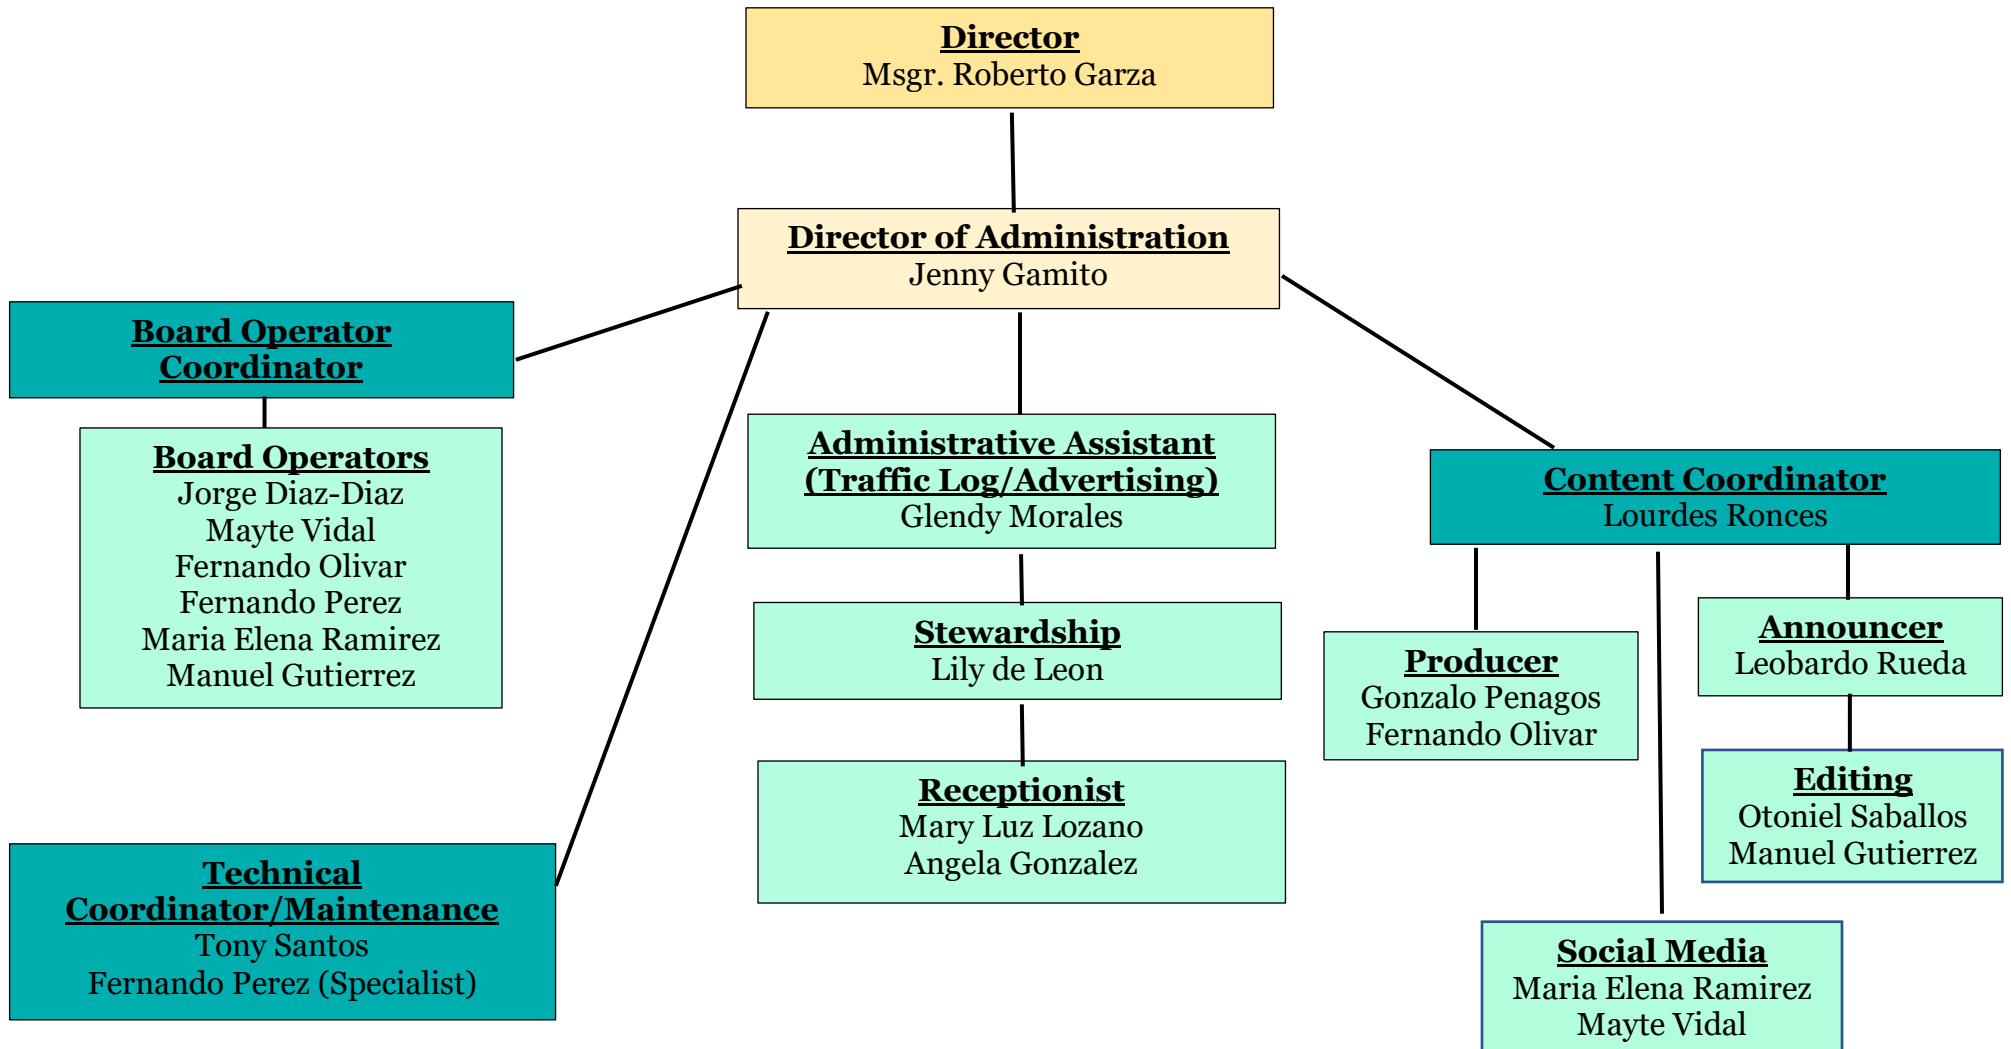 Director
Msgr. Roberto Garza
Director of Administration
Jenny Gamito
Board Operator
Coordinator
Board Operators
Jorge Diaz-Diaz
Mayte Vidal
Fernando Olivar
Fernando Perez
Maria Elena Ramirez
Manuel Gutierrez
Technical
Coordinator/Maintenance
Tony Santos
Fernando Perez (Specialist)
Administrative Assistant
(Traffic Log/Advertising)
Glendy Morales
Stewardship
Lily de Leon
Receptionist
Mary Luz Lozano
Angela Gonzalez
Content Coordinator
Lourdes Ronces
Producer
Gonzalo Penagos
Fernando Olivar
Announcer
Leobardo Rueda
Editing
Otoniel Saballos
Manuel Gutierrez
Social Media
Maria Elena Ramirez
Mayte Vidal